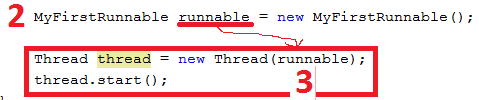 2 MyFirstRunnable runnable = new MyFirstRunnable();
Thread thread = new Thread(runnable);
thread.start();
3